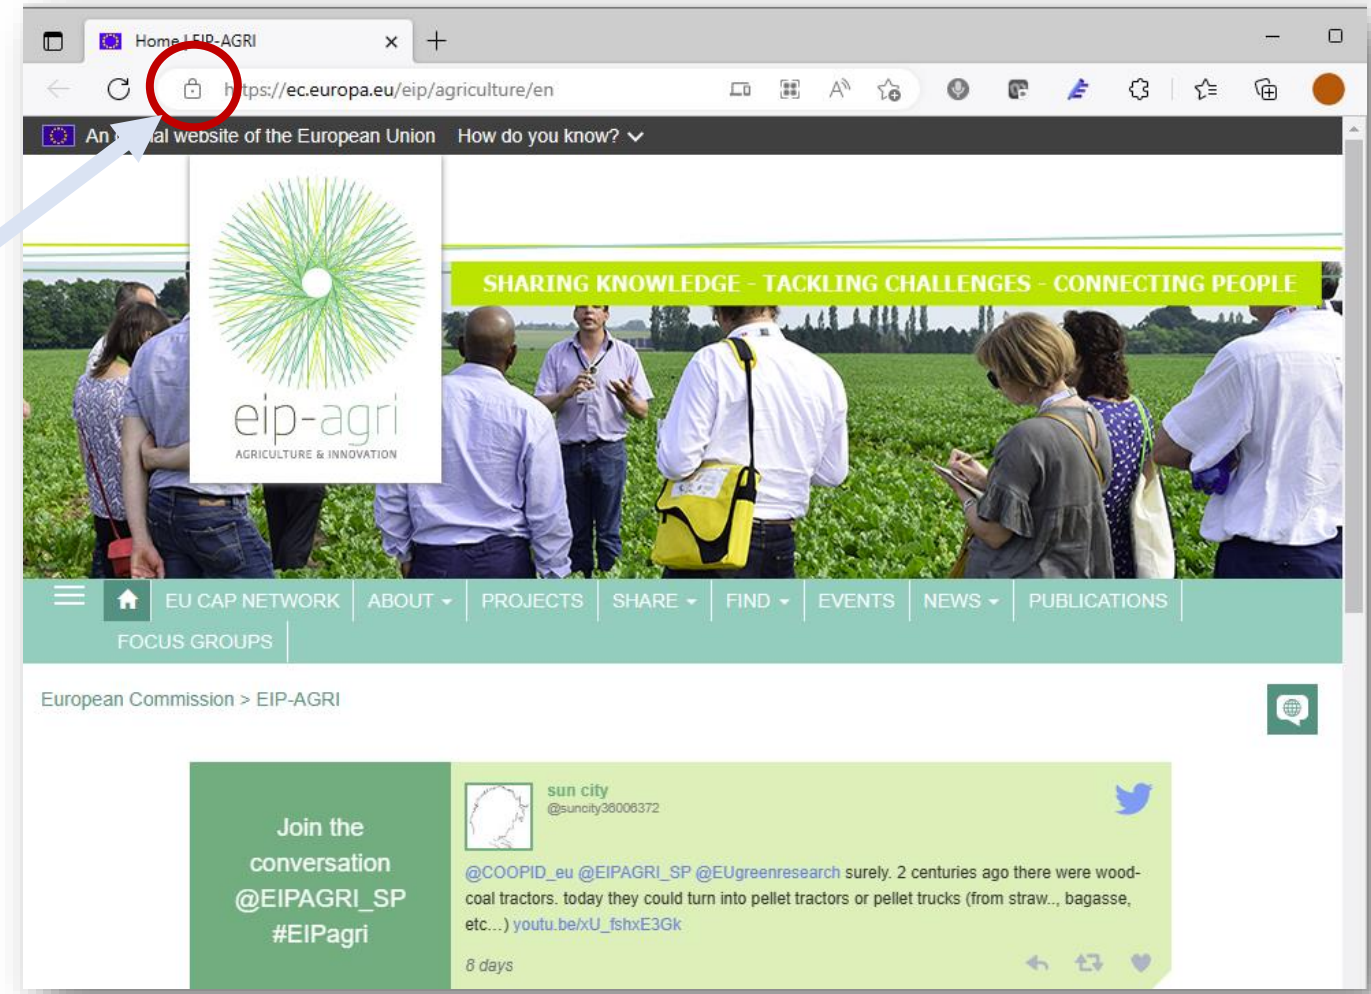 Home | EIP-AGRI
https://ec.europa.eu/eip/agriculture/en
An official website of the European Union How do you know?
SHARING KNOWLEDGE - TACKLING CHALLENGES - CONNECTING PEOPLE
eip-agri
AGRICULTURE & INNOVATION
EU CAP NETWORK ABOUT PROJECTS SHARE FIND EVENTS NEWS PUBLICATIONS
FOCUS GROUPS
European Commission > EIP-AGRI
Join the
conversation
@EIPAGRI_SP
#EIPagri
sun city
@suncity36006372
@COOPID_eu @EIPAGRI_SP @EUgreenresearch surely. 2 centuries ago there were wood-
coal tractors. today they could turn into pellet tractors or pellet trucks (from straw.., bagasse,
etc...) youtu.be/xU_fshxE3Gk
8 days